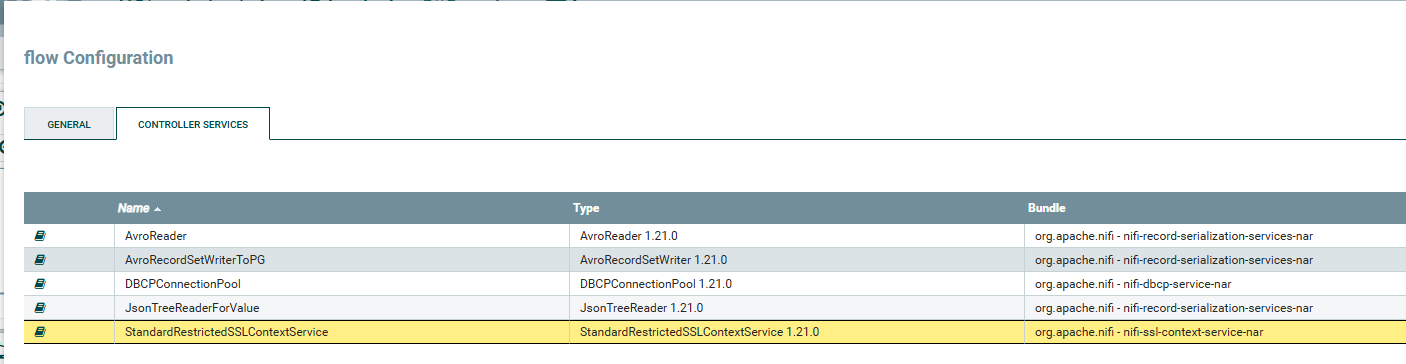 flow Configuration
GENERAL CONTROLLER SERVICES
Name Type Bundle
AvroReader AvroReader 1.21.0 org.apache.nifi - nifi-record-serialization-services-nar
AvroRecordSetWriterToPG AvroRecordSetWriter 1.21.0 org.apache.nifi - nifi-record-serialization-services-nar
DBCPConnectionPool DBCPConnectionPool 1.21.0 org.apache.nifi - nifi-dbcp-service-nar
JsonTreeReaderForValue JsonTreeReader 1.21.0 org.apache.nifi - nifi-record-serialization-services-nar
StandardRestrictedSSLContextService StandardRestrictedSSLContextService 1.21.0 org.apache.nifi - nifi-ssl-context-service-nar